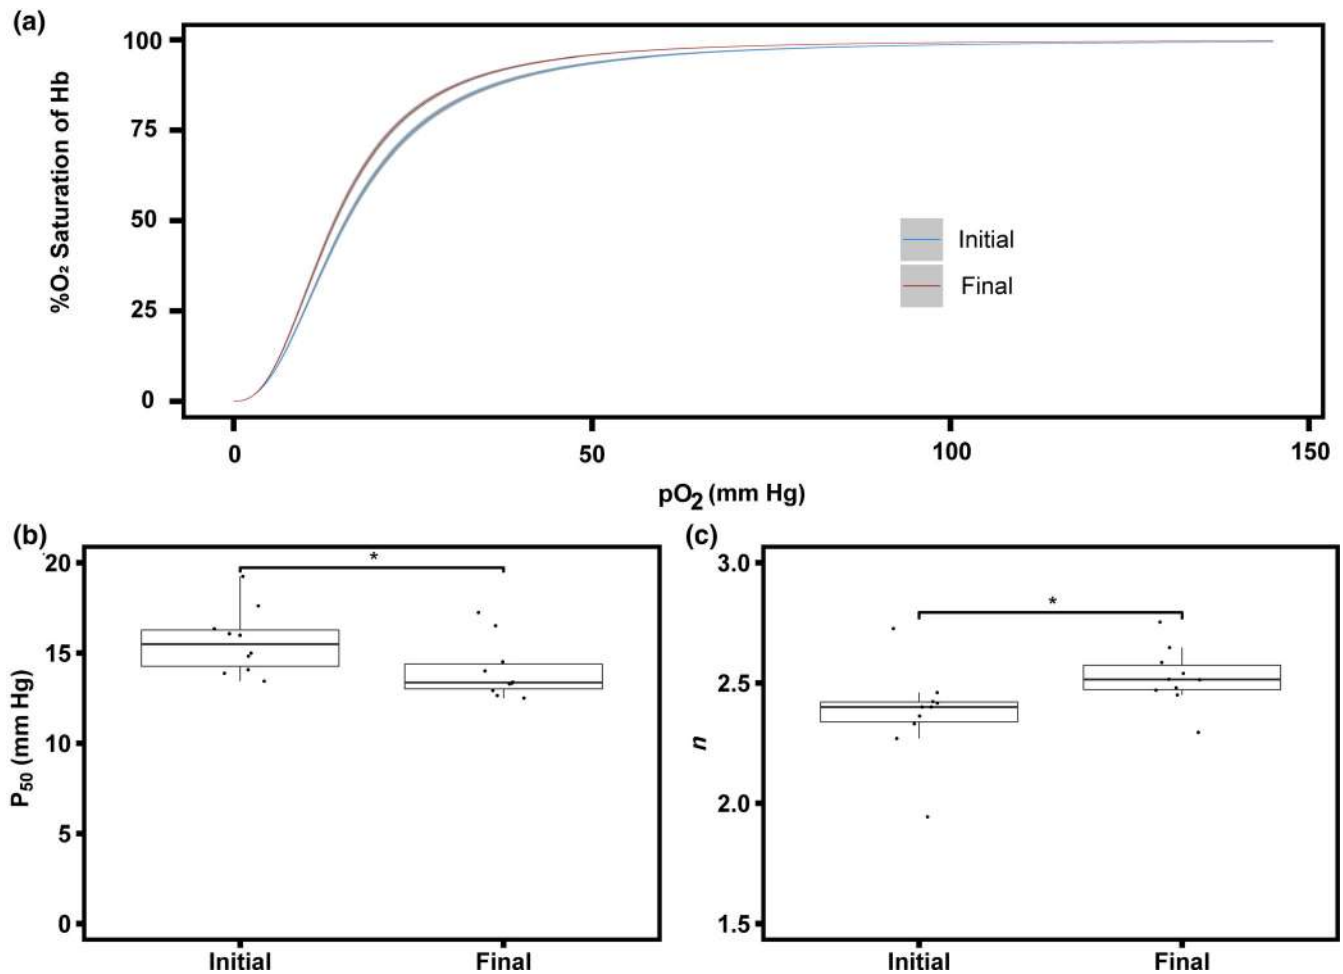 (a)
%O₂ Saturation of Hb
100
75
50
25
0
Initial
Final
0 50 100 150
pO₂ (mm Hg)
(b)
P₅₀ (mm Hg)
20
15
10
5
0
*
Initial Final
(c)
n
3.0
2.5
2.0
1.5
*
Initial Final